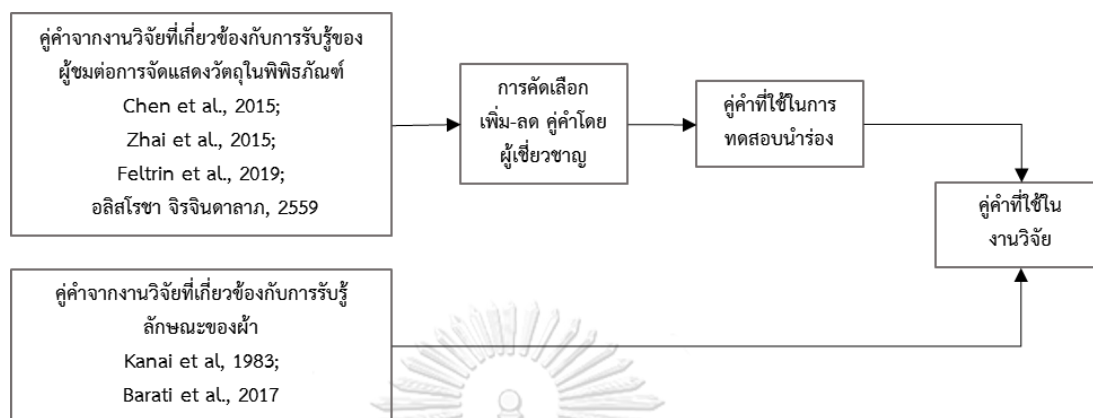 คู่คำจากงานวิจัยที่เกี่ยวข้องกับการรับรู้ของ
ผู้ชมต่อการจัดแสดงวัตถุในพิพิธภัณฑ์
Chen et al., 2015;
Zhai et al., 2015;
Feltrin et al., 2019;
อลิสโรชา จิรจินดาลาภ, 2559
การคัดเลือก
เพิ่ม-ลด คู่คำโดย
ผู้เชี่ยวชาญ
คู่คำที่ใช้ในการ
ทดสอบนำร่อง
คู่คำที่ใช้ใน
งานวิจัย
คู่คำจากงานวิจัยที่เกี่ยวข้องกับการรับรู้
ลักษณะของผ้า
Kanai et al, 1983;
Barati et al., 2017